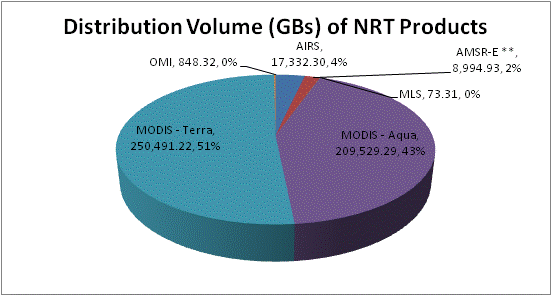 Distribution Volume (GBs) of NRT Products
OMI, 848.32, 0%
AIRS,
17,332.30, 4%
AMSR-E **,
8,994.93, 2%
MLS, 73.31, 0%
MODIS - Terra,
250,491.22, 51%
MODIS - Aqua,
209,529.29, 43%